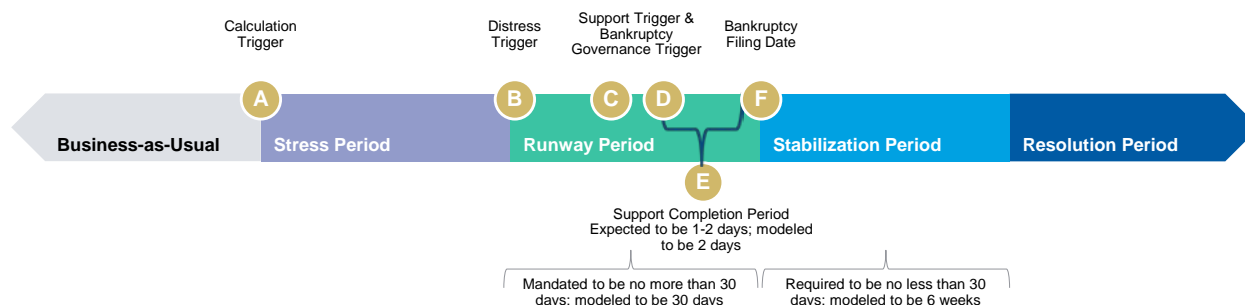 Calculation
Trigger
Distress
Trigger
Support Trigger &
Bankruptcy
Governance Trigger
Bankruptcy
Filing Date
A
B
C
D
F
Business-as-Usual
Stress Period
Runway Period
Stabilization Period
Resolution Period
E
Support Completion Period
Expected to be 1-2 days; modeled
to be 2 days
Mandated to be no more than 30
days; modeled to be 30 days
Required to be no less than 30
days; modeled to be 6 weeks